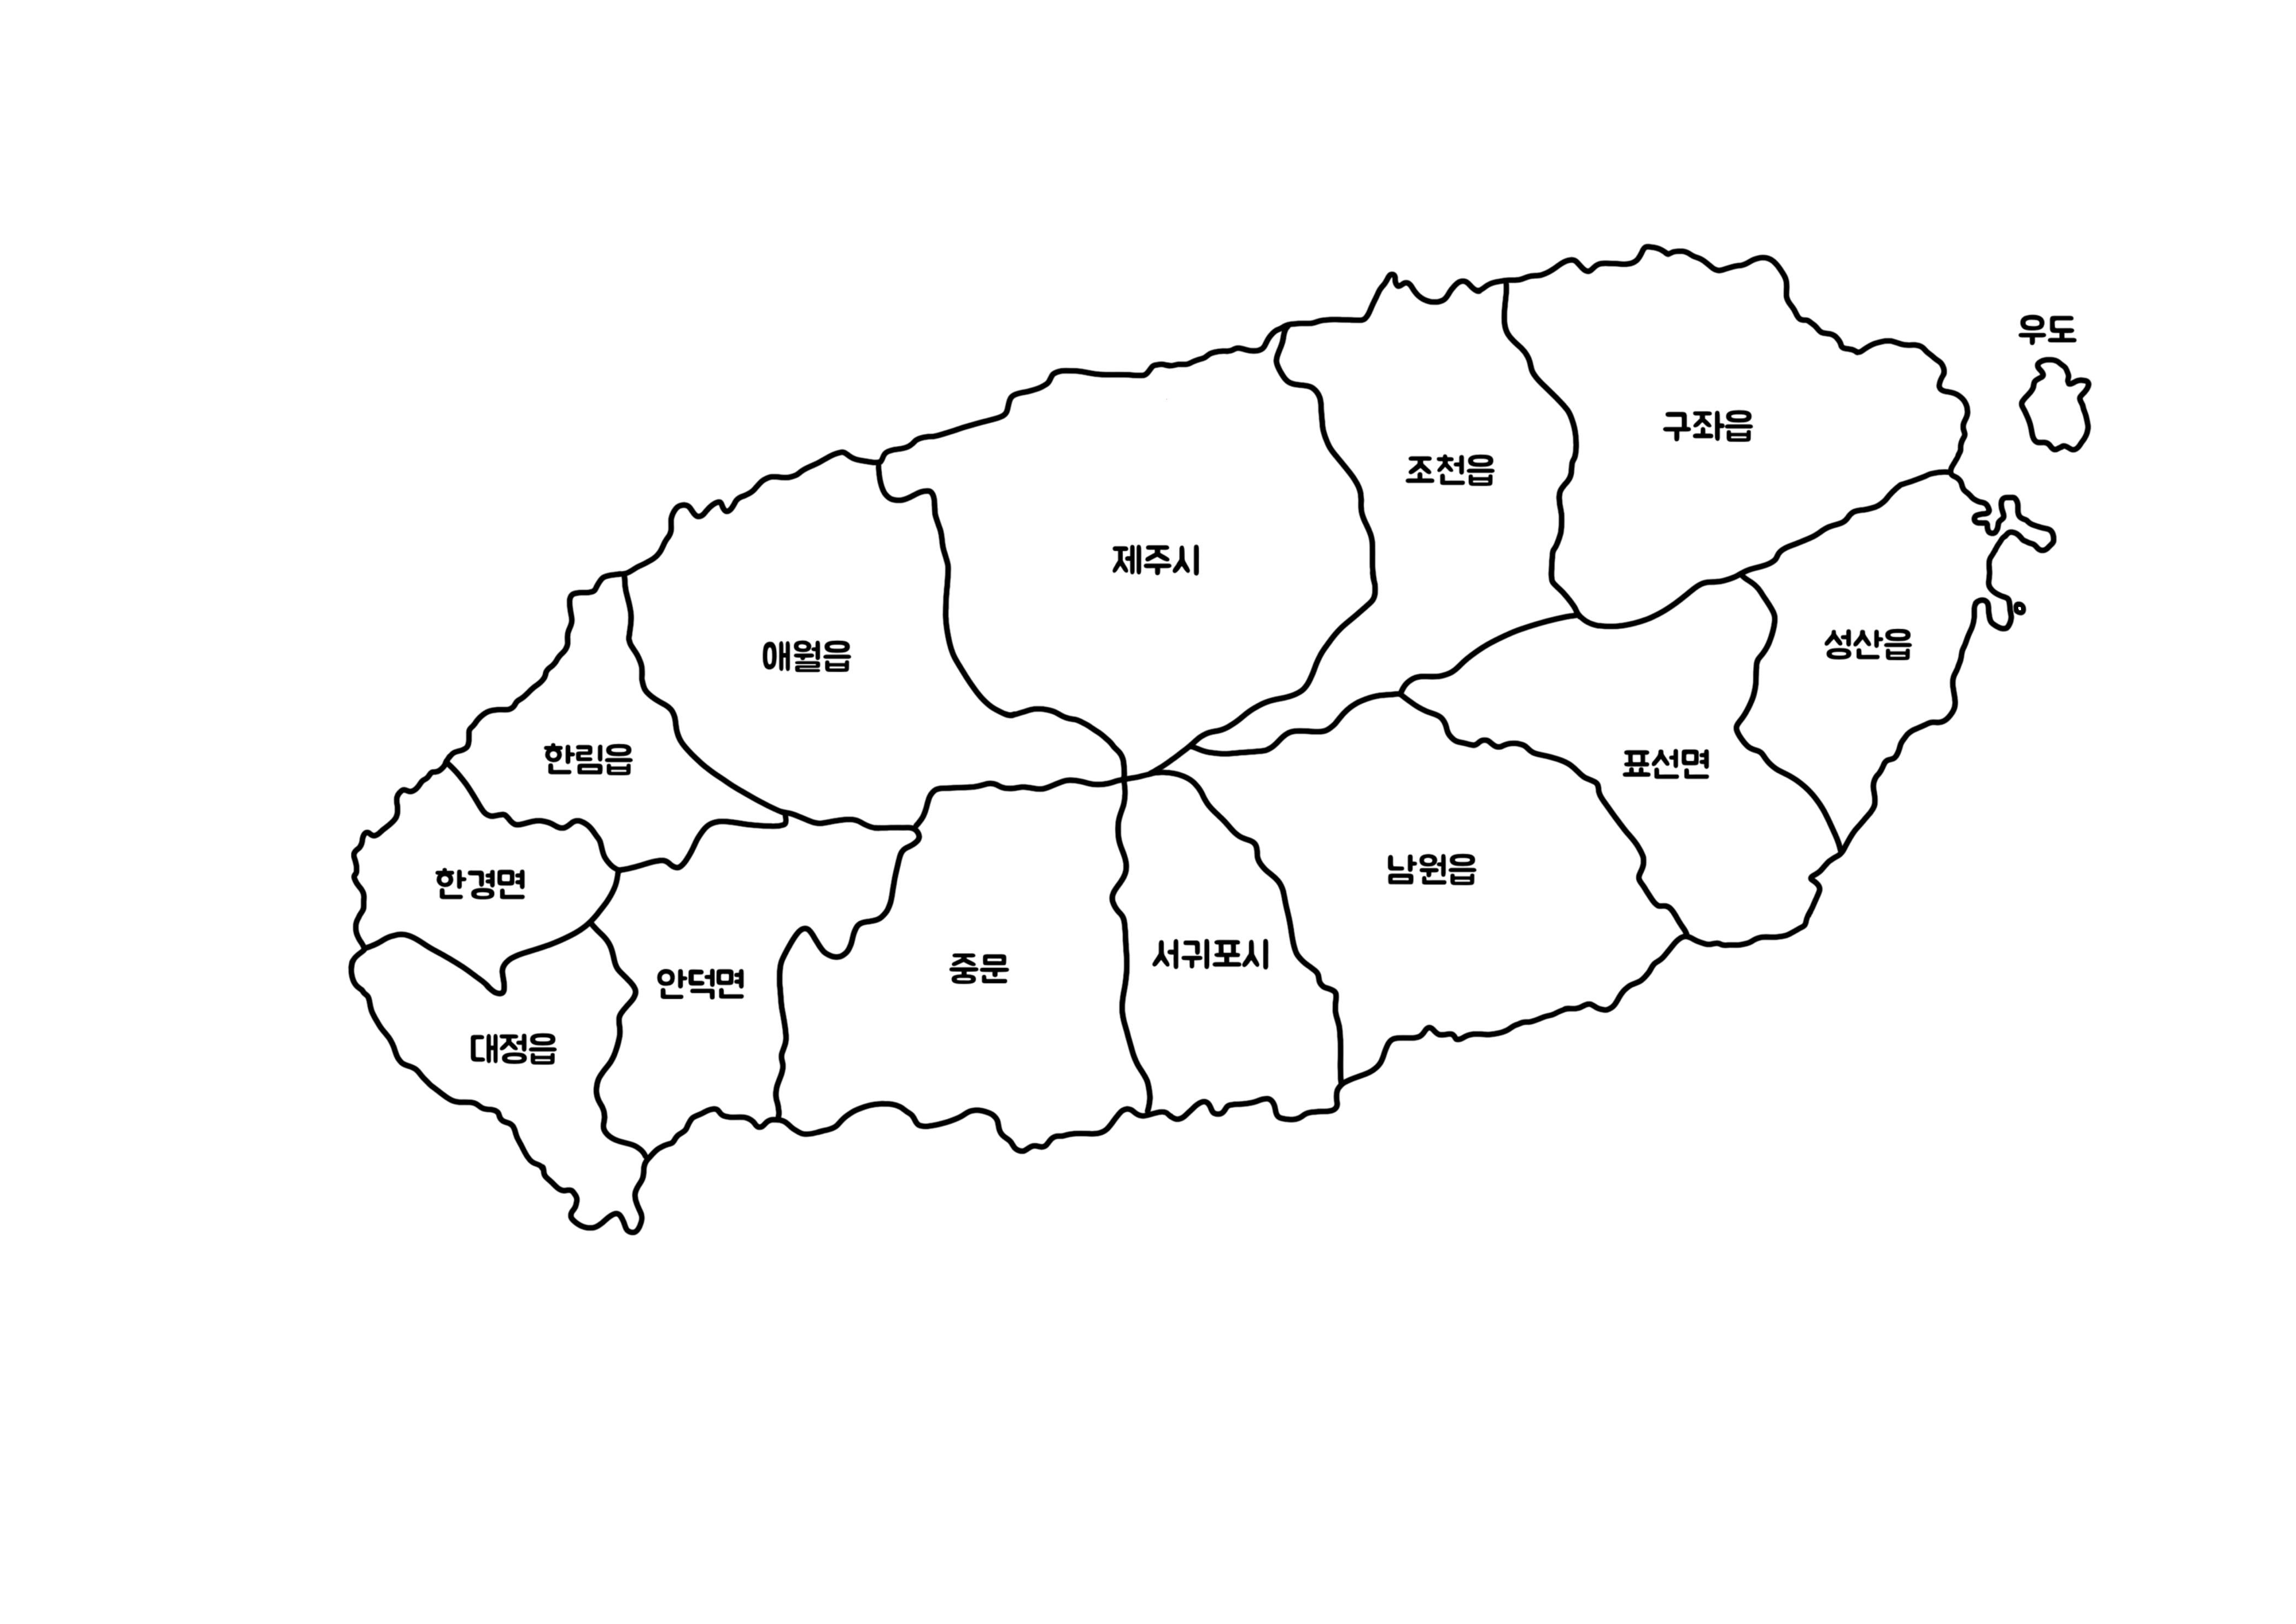 우도
구좌읍
조천읍
제주시
성산읍
애월읍
한림읍
표선면
남원읍
한경면
서귀포시
중문
안덕면
대정읍